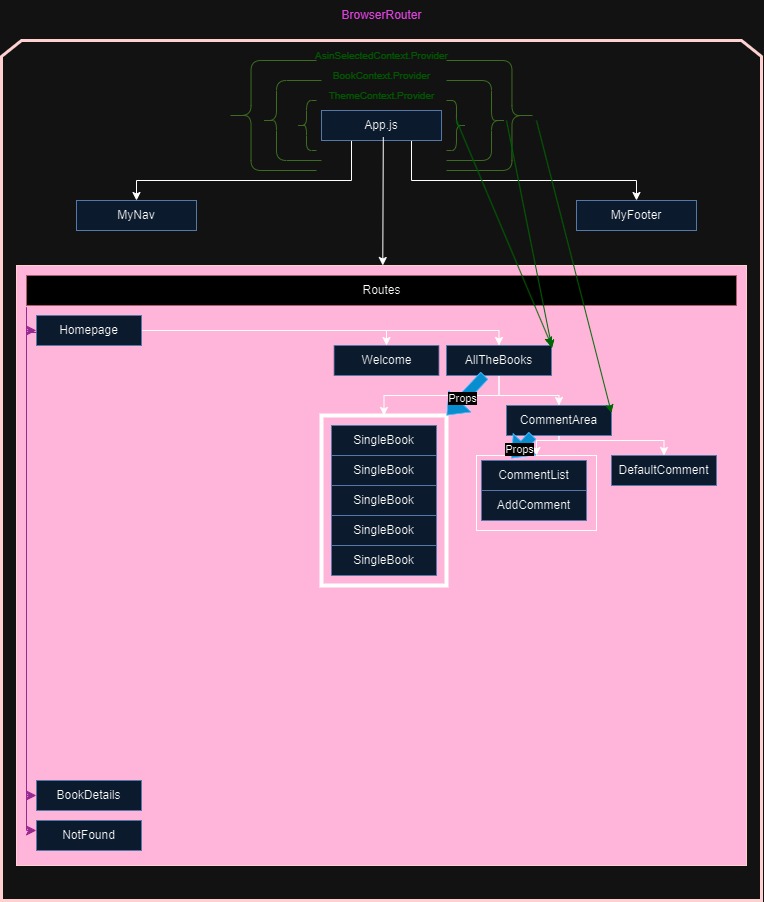 BrowserRouter
AsinSelectedContext.Provider
BookContext.Provider
ThemeContext.Provider
App.js
MyNav
MyFooter
Routes
Homepage
Welcome
AllTheBooks
Props
CommentArea
SingleBook
SingleBook
SingleBook
SingleBook
SingleBook
Props
CommentList
AddComment
DefaultComment
BookDetails
NotFound